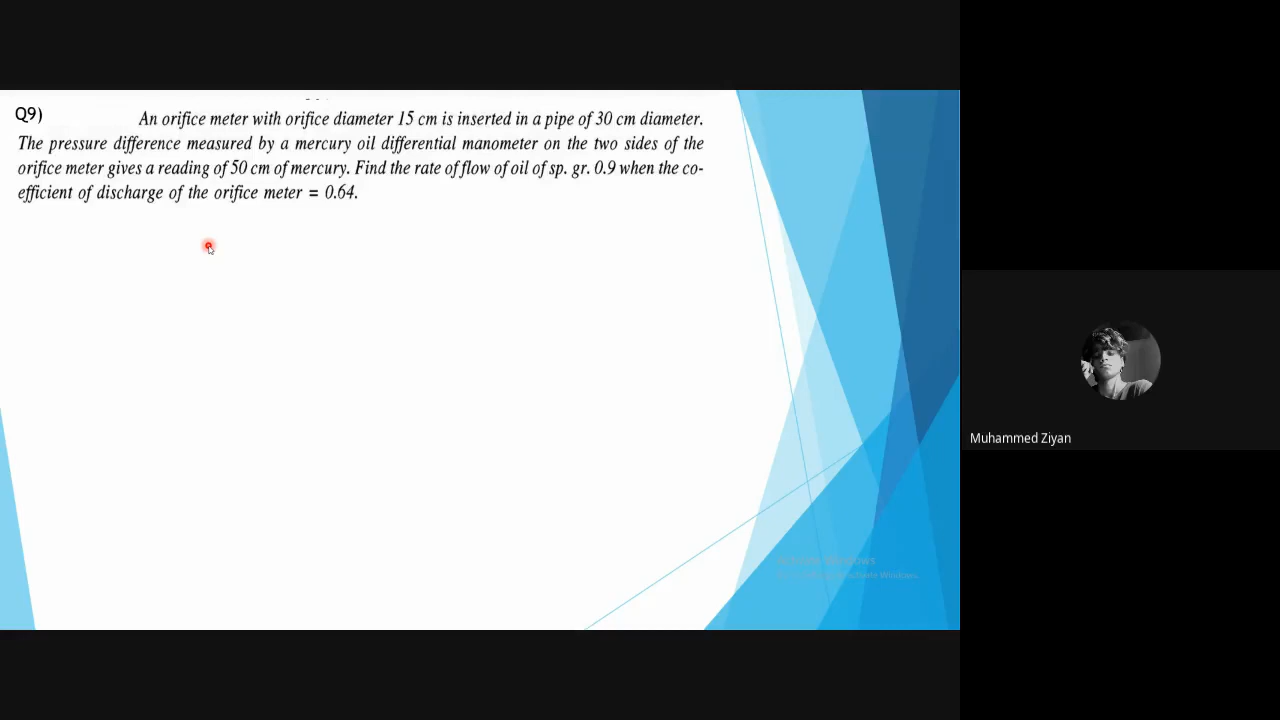 Q9)
An orifice meter with orifice diameter 15 cm is inserted in a pipe of 30 cm diameter.
The pressure difference measured by a mercury oil differential manometer on the two sides of the
orifice meter gives a reading of 50 cm of mercury. Find the rate of flow of oil of sp. gr. 0.9 when the co-
efficient of discharge of the orifice meter = 0.64.
Muhammed Ziyan
Activate Windows